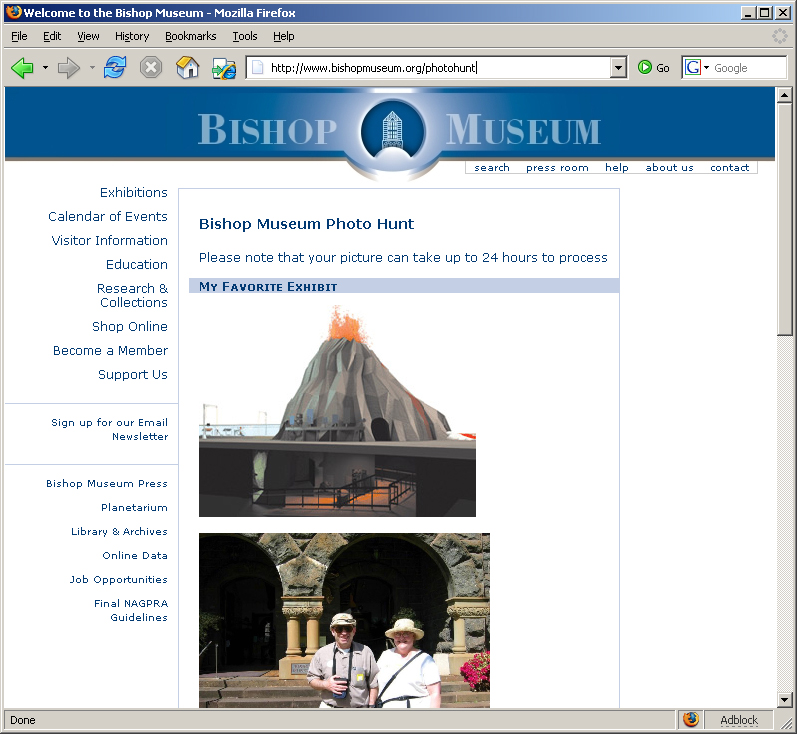 Welcome to the Bishop Museum - Mozilla Firefox
File Edit View History Bookmarks Tools Help
http://www.bishopmuseum.org/photohunt
Go
G Google
BISHOP MUSEUM
search press room help about us contact
Exhibitions
Calendar of Events
Visitor Information
Education
Research &
Collections
Shop Online
Become a Member
Support Us
Sign up for our Email
Newsletter
Bishop Museum Press
Planetarium
Library & Archives
Online Data
Job Opportunities
Final NAGPRA
Guidelines
Bishop Museum Photo Hunt
Please note that your picture can take up to 24 hours to process
MY FAVORITE EXHIBIT
Done
Adblock